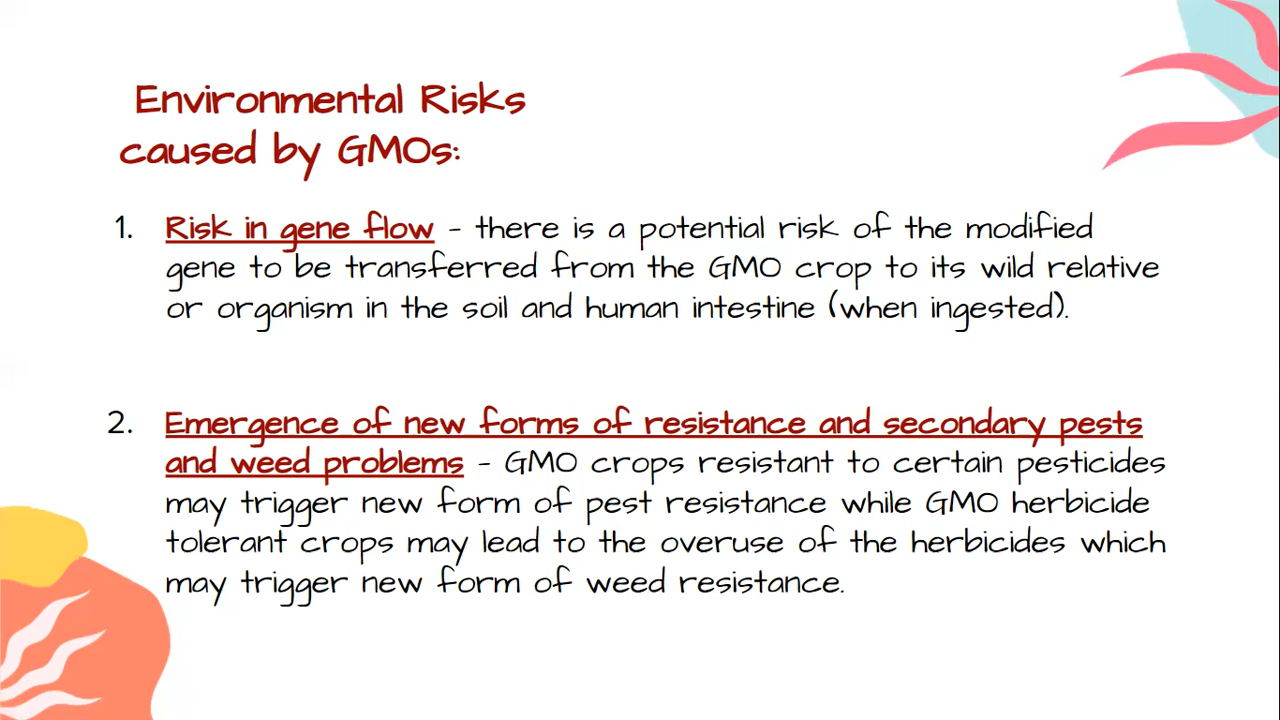 Environmental Risks
caused by GMOs:
1. Risk in gene flow - there is a potential risk of the modified
gene to be transferred from the GMO crop to its wild relative
or organism in the soil and human intestine (when ingested).
2. Emergence of new forms of resistance and secondary pests
and weed problems - GMO crops resistant to certain pesticides
may trigger new form of pest resistance while GMO herbicide
tolerant crops may lead to the overuse of the herbicides which
may trigger new form of weed resistance.